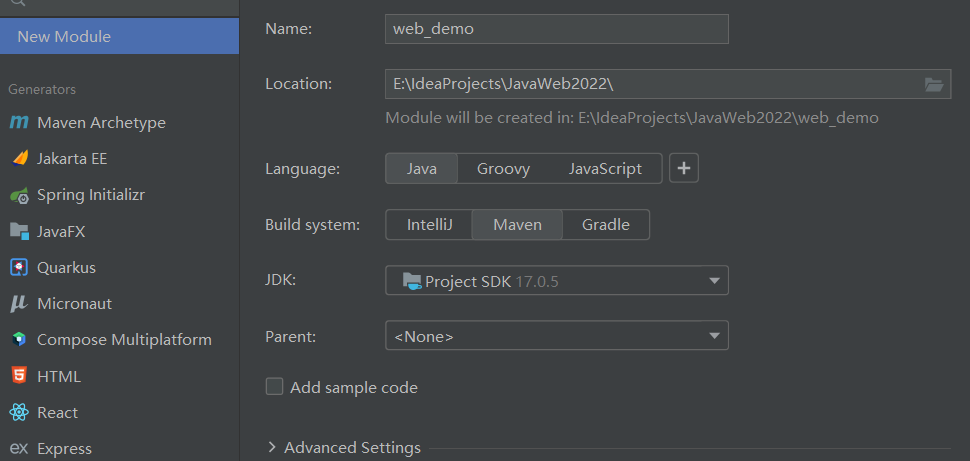 New Module
Generators
Maven Archetype
Jakarta EE
Spring Initializr
JavaFX
Quarkus
Micronaut
Compose Multiplatform
HTML
React
ex Express
Name: web_demo
Location: E:\IdeaProjects\JavaWeb2022\
Module will be created in: E:\IdeaProjects\JavaWeb2022\web_demo
Language: Java Groovy JavaScript +
Build system: IntelliJ Maven Gradle
JDK: Project SDK 17.0.5
Parent: <None>
Add sample code
Advanced Settings